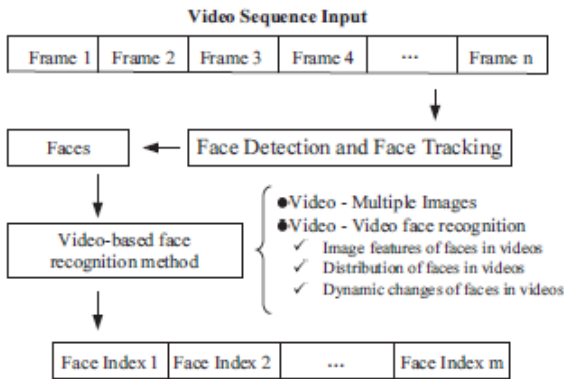 Video Sequence Input
Frame 1 Frame 2 Frame 3 Frame 4 ... Frame n
Faces Face Detection and Face Tracking
Video-based face
recognition method
●Video - Multiple Images
●Video - Video face recognition
✓ Image features of faces in videos
✓ Distribution of faces in videos
✓ Dynamic changes of faces in videos
Face Index 1 Face Index 2 ... Face Index m